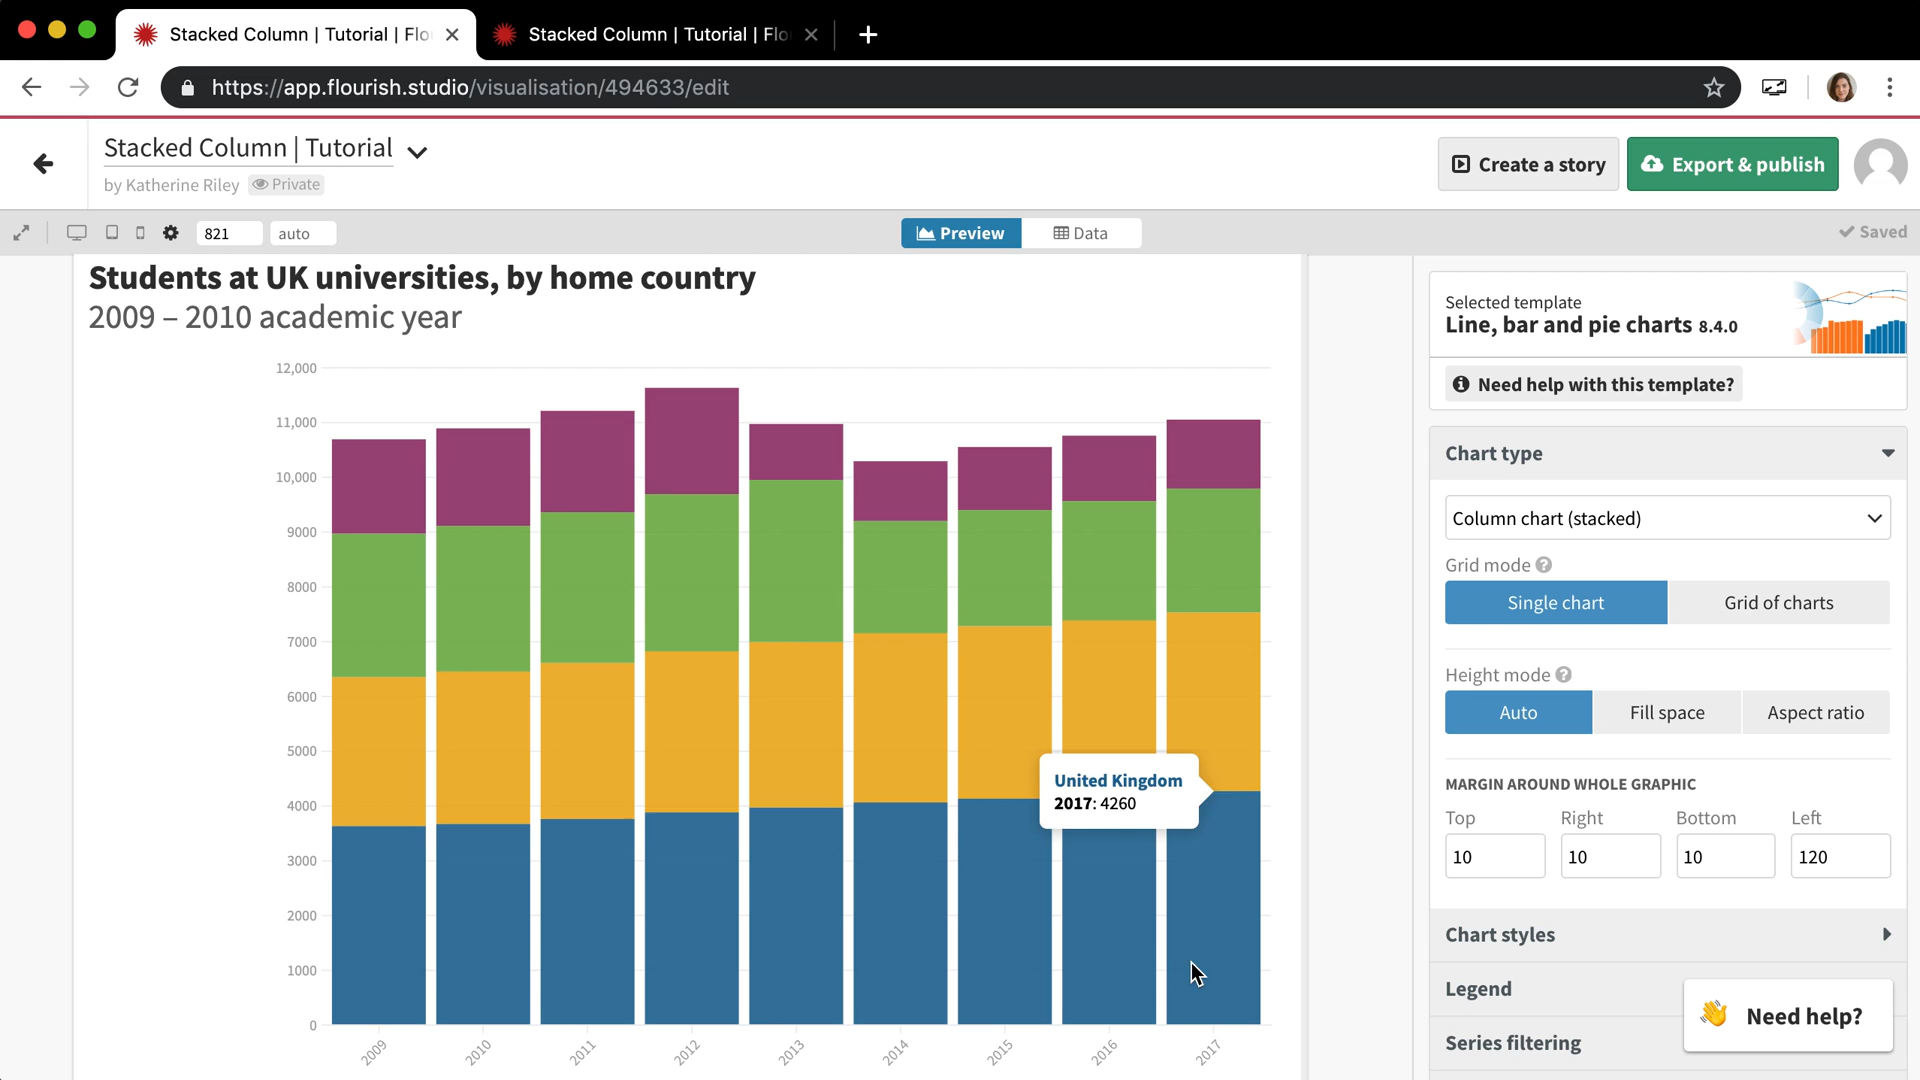 Stacked Column | Tutorial | Flo
Stacked Column | Tutorial | Flo
https://app.flourish.studio/visualisation/494633/edit
Stacked Column | Tutorial
by Katherine Riley
Private
Create a story
Export & publish
821
auto
Preview
Data
Saved
Students at UK universities, by home country
2009 – 2010 academic year
12,000
11,000
10,000
9000
8000
7000
6000
5000
4000
3000
2000
1000
0
2009
2010
2011
2012
2013
2014
2015
2016
2017
United Kingdom
2017: 4260
Selected template
Line, bar and pie charts 8.4.0
Need help with this template?
Chart type
Column chart (stacked)
Grid mode
Single chart
Grid of charts
Height mode
Auto
Fill space
Aspect ratio
MARGIN AROUND WHOLE GRAPHIC
Top
Right
Bottom
Left
10
10
10
120
Chart styles
Legend
Series filtering
Need help?